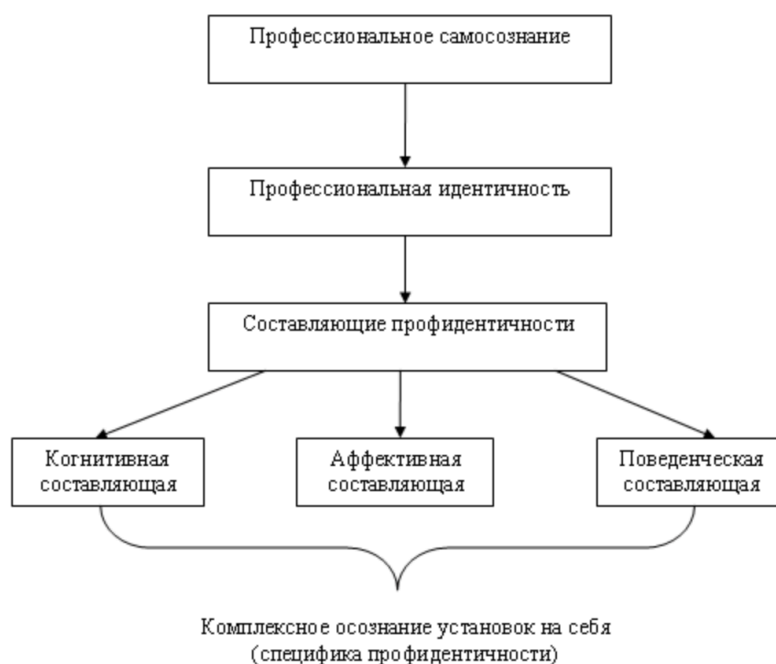 Профессиональное самосознание
Профессиональная идентичность
Составляющие профидентичности
Когнитивная
составляющая
Аффективная
составляющая
Поведенческая
составляющая
Комплексное осознание установок на себя
(специфика профидентичности)